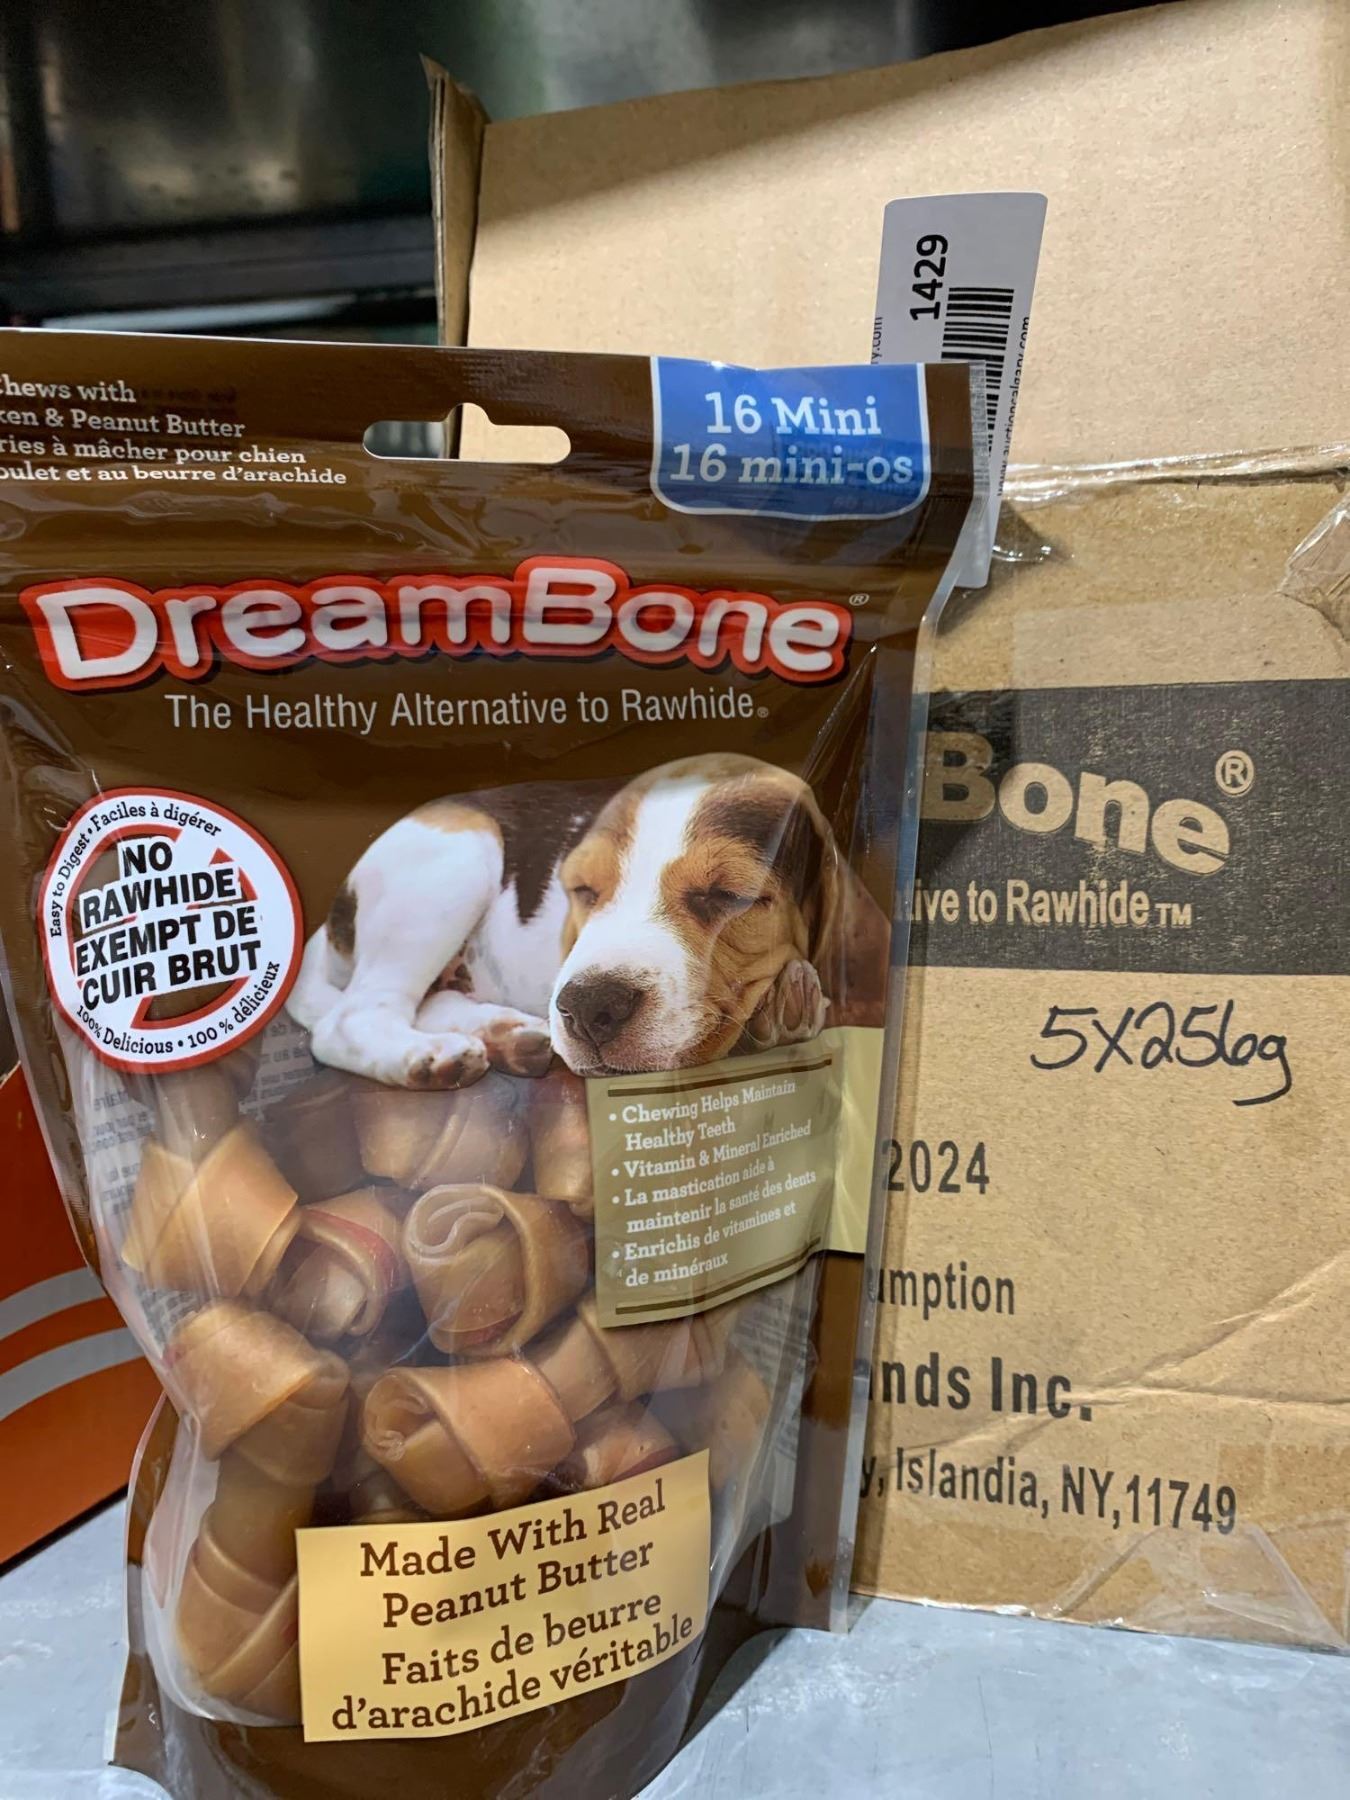 1429
hews with
ken & Peanut Butter
ries à mâcher pour chien
oulet et au beurre d'arachide
16 Mini
16 mini-os
DreamBone®
The Healthy Alternative to Rawhide®
Easy to Digest • Faciles à digérer
NO
RAWHIDE
EXEMPT DE
CUIR BRUT
100% Delicious • 100 % délicieux
• Chewing Helps Maintain
Healthy Teeth
• Vitamin & Mineral Enriched
• La mastication aide à
maintenir la santé des dents
• Enrichis de vitamines et
de minéraux
Made With Real
Peanut Butter
Faits de beurre
d'arachide véritable
Bone®
tive to Rawhide™
5X256g
2024
umption
nds Inc.
y, Islandia, NY,11749